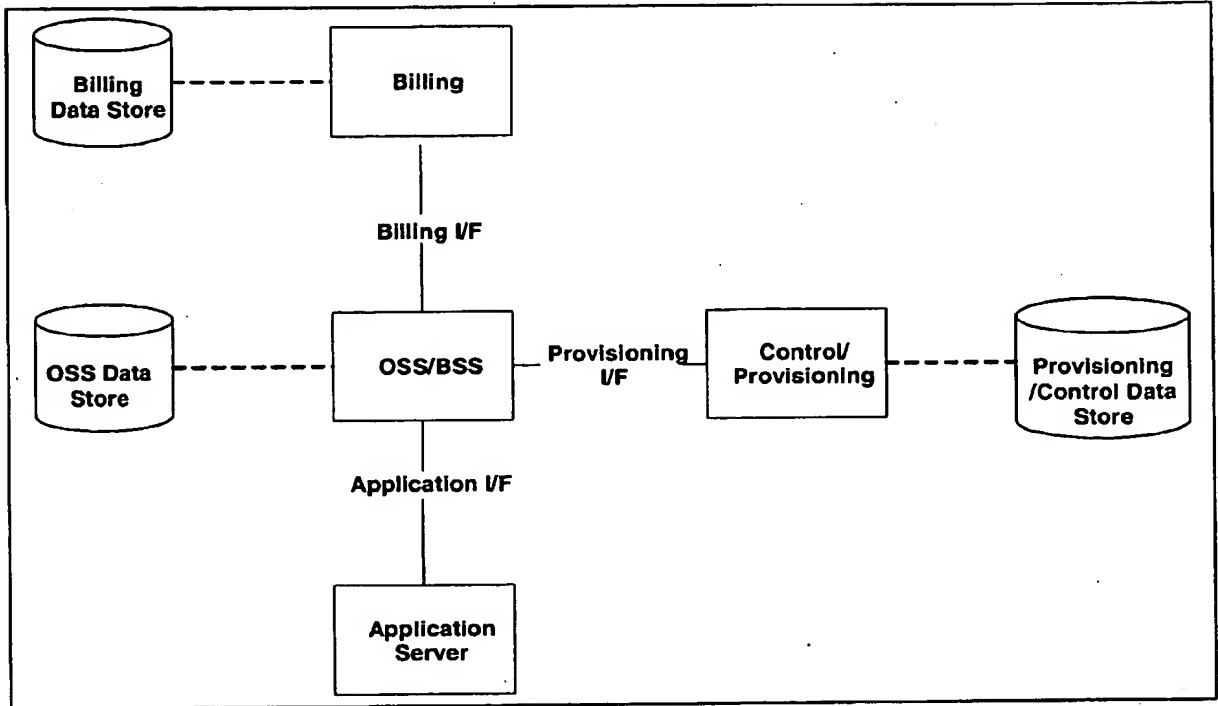 Billing
Data Store
Billing
Billing I/F
OSS Data
Store
OSS/BSS
Provisioning
I/F
Control/
Provisioning
Provisioning
/Control Data
Store
Application I/F
Application
Server